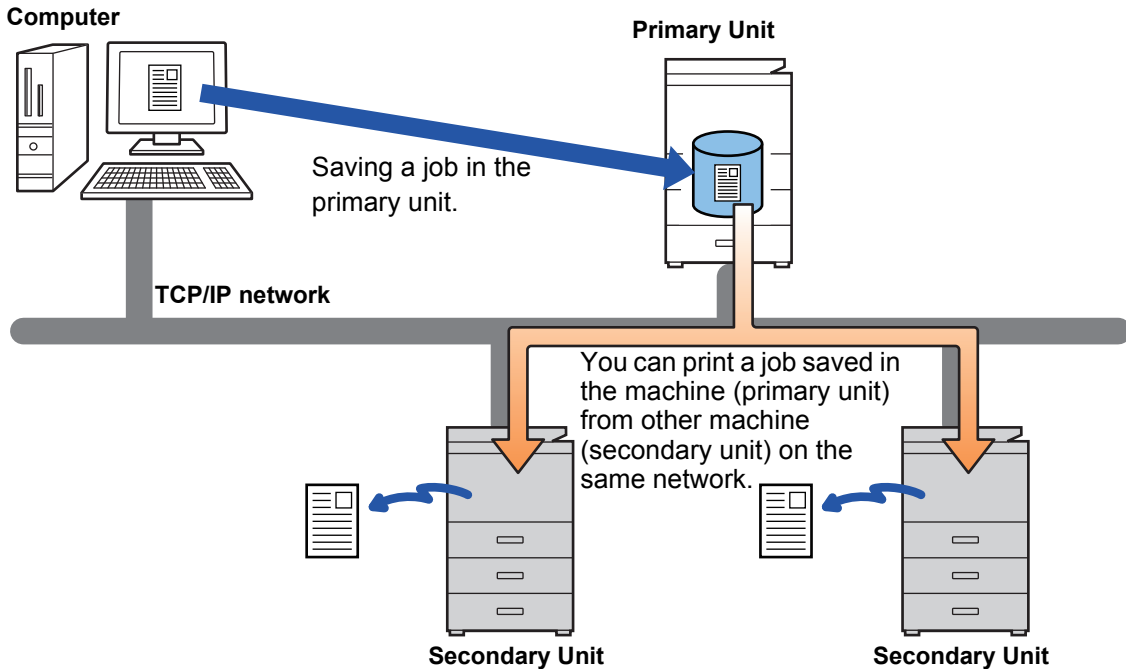 Computer
Primary Unit
Saving a job in the
primary unit.
TCP/IP network
You can print a job saved in
the machine (primary unit)
from other machine
(secondary unit) on the
same network.
Secondary Unit
Secondary Unit